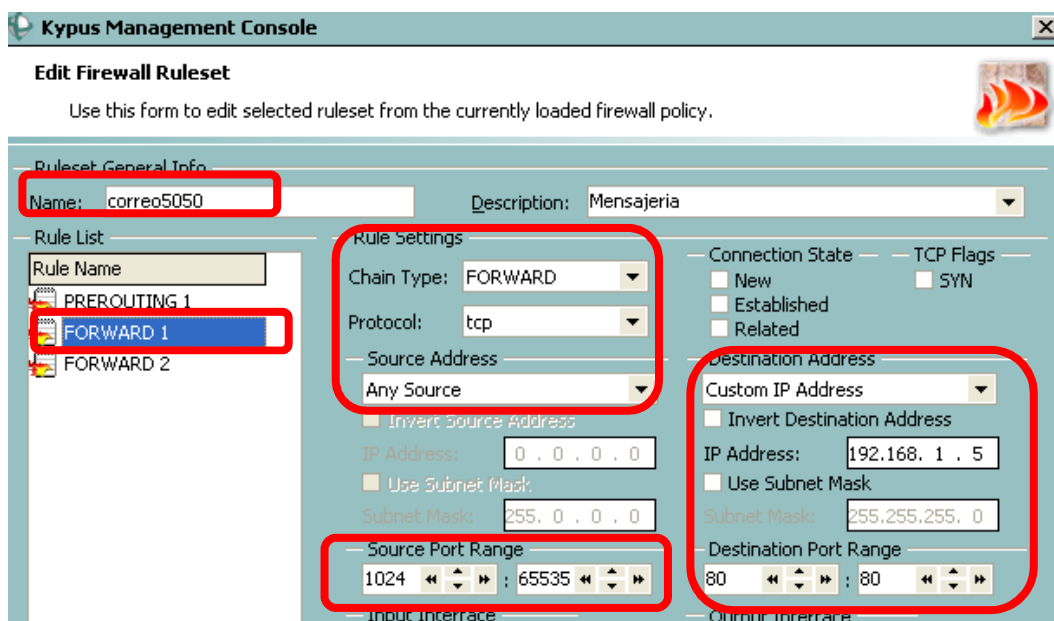 Kypus Management Console
Edit Firewall Ruleset
Use this form to edit selected ruleset from the currently loaded firewall policy.
Ruleset General Info
Name: correo5050 Description: Mensajeria
Rule List
Rule Name
PREROUTING 1
FORWARD 1
FORWARD 2
Rule Settings
Chain Type: FORWARD
Protocol: tcp
Source Address
Any Source
Invert Source Address
IP Address: 0 . 0 . 0 . 0
Use Subnet Mask
Subnet Mask: 255. 0 . 0 . 0
Source Port Range
1024 : 65535
Input Interface
Connection State
New
Established
Related
TCP Flags
SYN
Destination Address
Custom IP Address
Invert Destination Address
IP Address: 192.168. 1 . 5
Use Subnet Mask
Subnet Mask: 255.255.255. 0
Destination Port Range
80 : 80
Output Interface